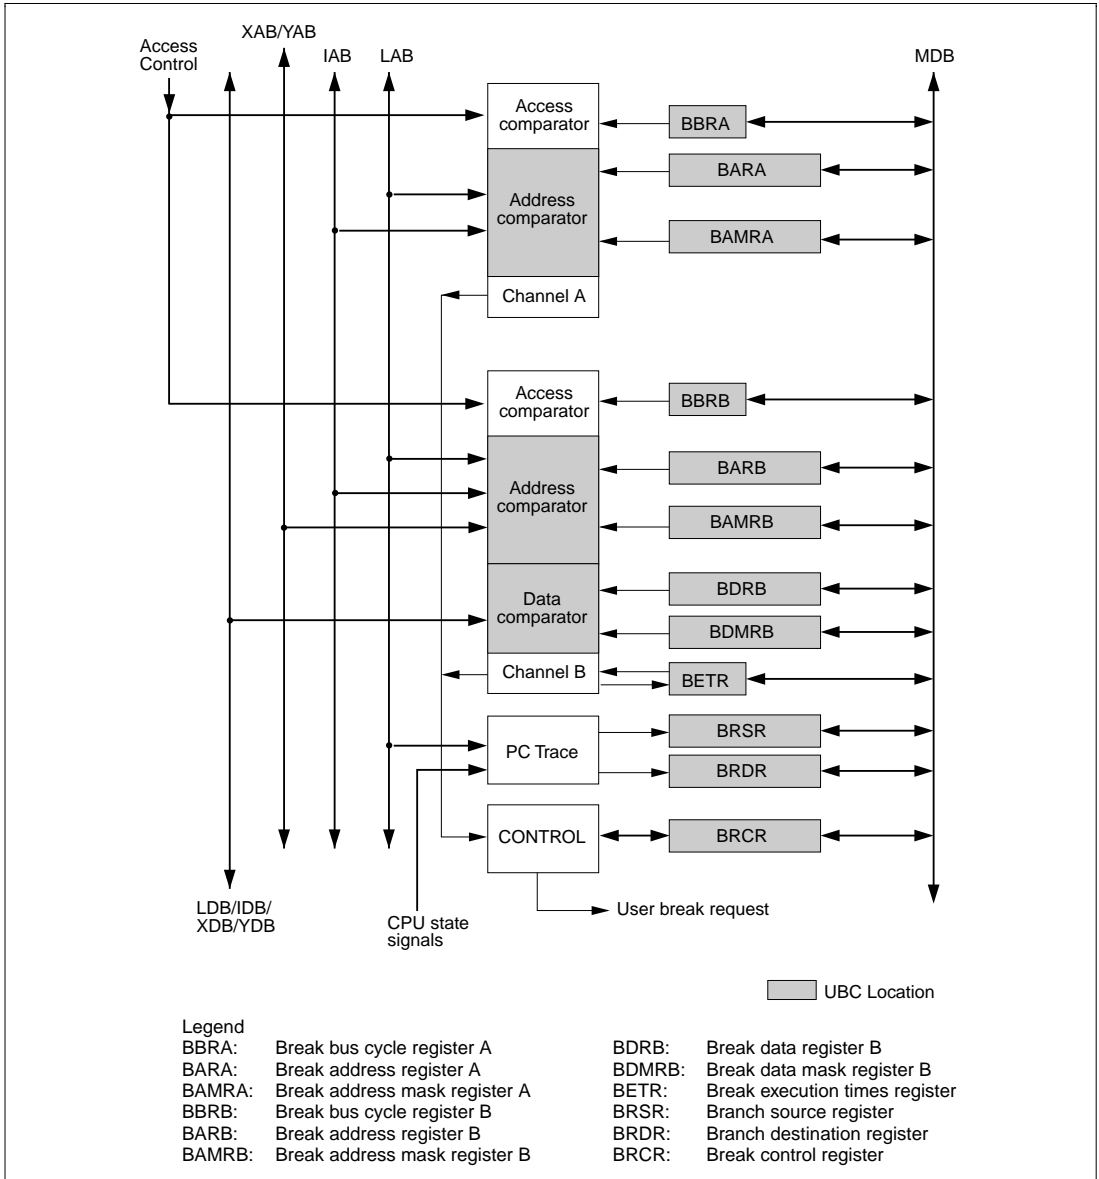 XAB/YAB
Access
Control
IAB
LAB
MDB
Access
comparator
BBRA
BARA
Address
comparator
BAMRA
Channel A
Access
comparator
BBRB
BARB
Address
comparator
BAMRB
BDRB
Data
comparator
BDMRB
Channel B
BETR
BRSR
PC Trace
BRDR
CONTROL
BRCR
LDB/IDB/
XDB/YDB
CPU state
signals
User break request
UBC Location
Legend
BBRA: Break bus cycle register A
BARA: Break address register A
BAMRA: Break address mask register A
BBRB: Break bus cycle register B
BARB: Break address register B
BAMRB: Break address mask register B
BDRB: Break data register B
BDMRB: Break data mask register B
BETR: Break execution times register
BRSR: Branch source register
BRDR: Branch destination register
BRCR: Break control register